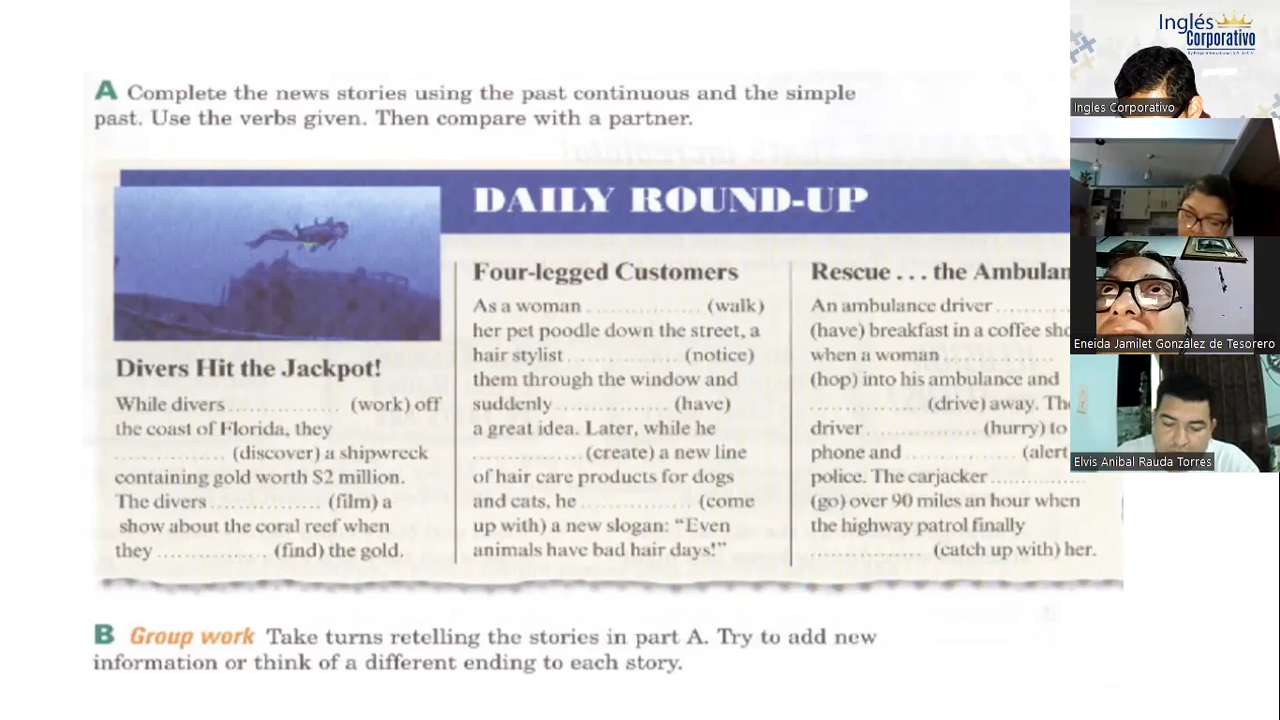 A Complete the news stories using the past continuous and the simple
past. Use the verbs given. Then compare with a partner.
DAILY ROUND-UP
Divers Hit the Jackpot!
While divers .............. (work) off
the coast of Florida, they
.............. (discover) a shipwreck
containing gold worth $2 million.
The divers .............. (film) a
show about the coral reef when
they .............. (find) the gold.
Four-legged Customers
As a woman .............. (walk)
her pet poodle down the street, a
hair stylist .............. (notice)
them through the window and
suddenly .............. (have)
a great idea. Later, while he
.............. (create) a new line
of hair care products for dogs
and cats, he .............. (come
up with) a new slogan: “Even
animals have bad hair days!”
Rescue . . . the
An ambulance driver ..........
(have) breakfast in a coffee
when a woman ..............
(hop) into his ambulance and
.............. (drive) away.
driver .............. (hurry) to
phone and .............. (alert
police. The carjacker ............
(go) over 90 miles an hour when
the highway patrol finally
.............. (catch up with) her.
B Group work Take turns retelling the stories in part A. Try to add new
information or think of a different ending to each story.
Inglés
Corporativo
Ingles Corporativo
Eneida Jamilet González de Tesorero
Elvis Anibal Rauda Torres